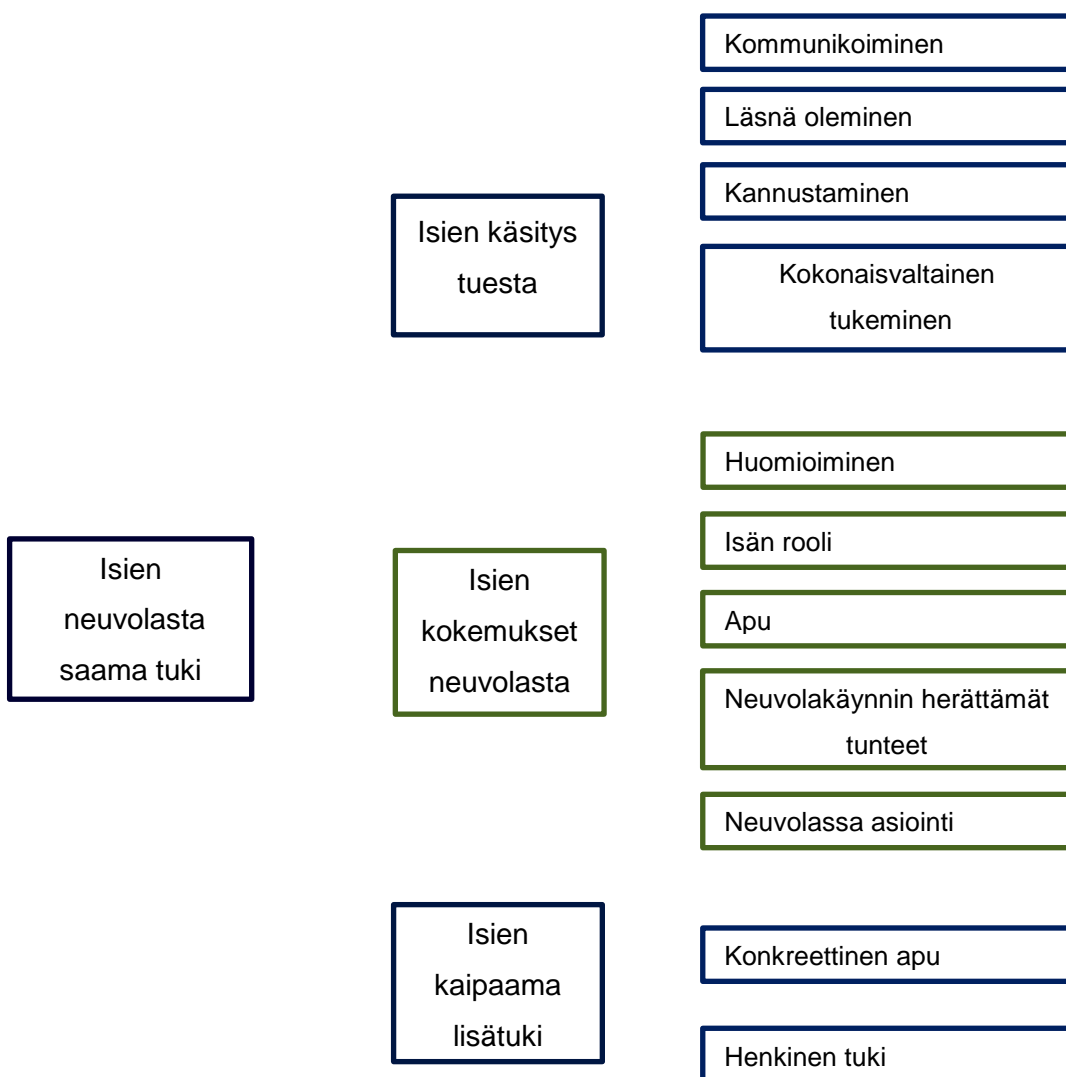 Kommunikoiminen
Läsnä oleminen
Kannustaminen
Kokonaisvaltainen
tukeminen
Isien käsitys
tuesta
Huomioiminen
Isän rooli
Apu
Neuvolakäynnin herättämät
tunteet
Neuvolassa asiointi
Isien
neuvolasta
saama tuki
Isien
kokemukset
neuvolasta
Isien
kaipaama
lisätuki
Konkreettinen apu
Henkinen tuki